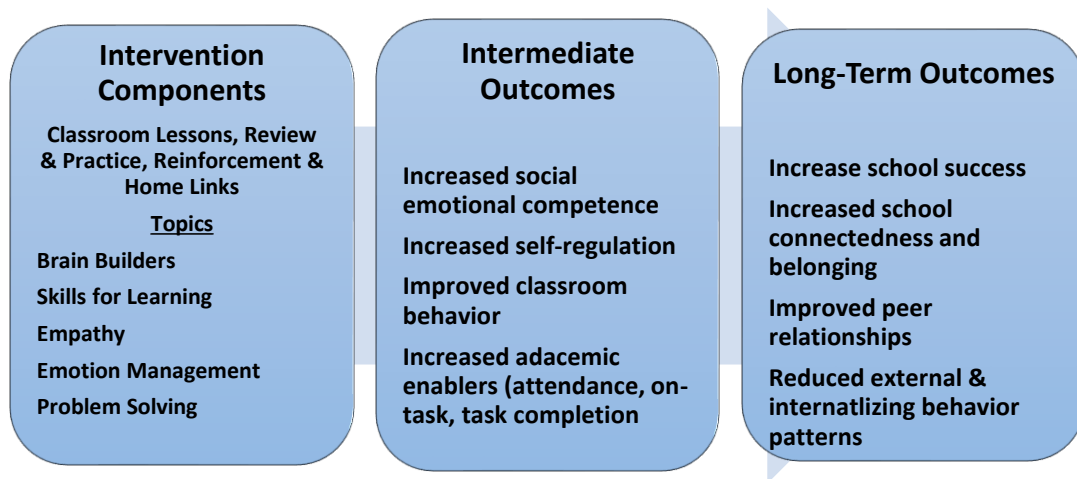 Intervention
Components
Classroom Lessons, Review
& Practice, Reinforcement &
Home Links
Topics
Brain Builders
Skills for Learning
Empathy
Emotion Management
Problem Solving
Intermediate
Outcomes
Increased social
emotional competence
Increased self-regulation
Improved classroom
behavior
Increased adacemic
enablers (attendance, on-
task, task completion
Long-Term Outcomes
Increase school success
Increased school
connectedness and
belonging
Improved peer
relationships
Reduced external &
internatlizing behavior
patterns